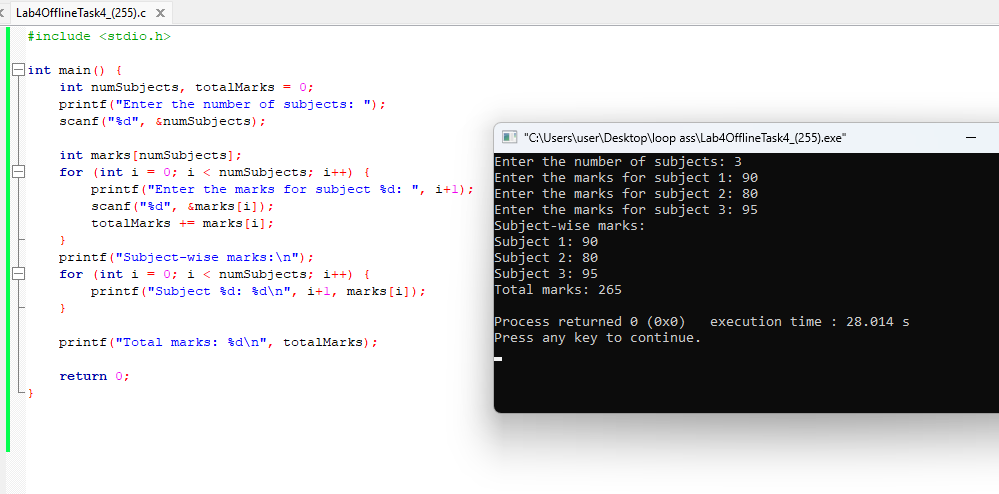 Lab4OfflineTask4_(255).c
#include <stdio.h>
int main() {
int numSubjects, totalMarks = 0;
printf("Enter the number of subjects: ");
scanf("%d", &numSubjects);
int marks[numSubjects];
for (int i = 0; i < numSubjects; i++) {
printf("Enter the marks for subject %d: ", i+1);
scanf("%d", &marks[i]);
totalMarks += marks[i];
}
printf("Subject-wise marks:\n");
for (int i = 0; i < numSubjects; i++) {
printf("Subject %d: %d\n", i+1, marks[i]);
}
printf("Total marks: %d\n", totalMarks);
return 0;
}
"C:\Users\user\Desktop\loop ass\Lab4OfflineTask4_(255).exe"
Enter the number of subjects: 3
Enter the marks for subject 1: 90
Enter the marks for subject 2: 80
Enter the marks for subject 3: 95
Subject-wise marks:
Subject 1: 90
Subject 2: 80
Subject 3: 95
Total marks: 265
Process returned 0 (0x0)   execution time : 28.014 s
Press any key to continue.